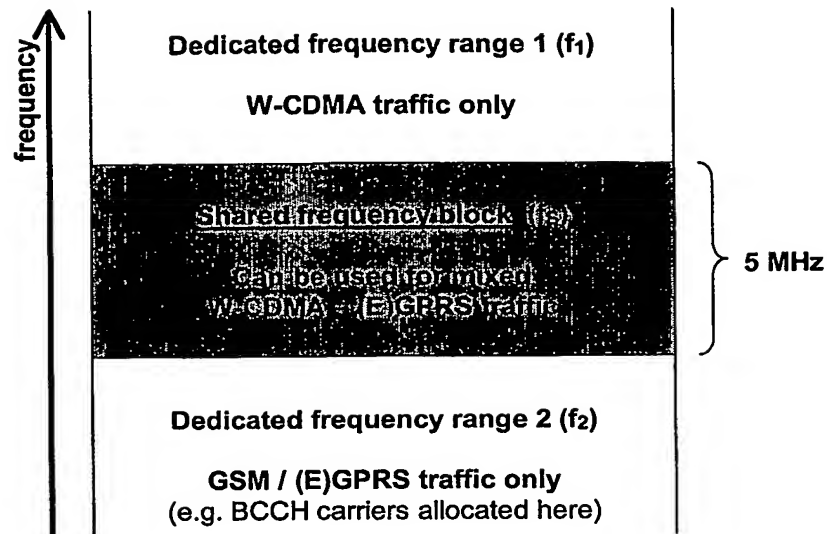 frequency
Dedicated frequency range 1 (f1)
W-CDMA traffic only
Shared frequency block (fs)
Can be used for mixed
W-CDMA (E)GPRS traffic
5 MHz
Dedicated frequency range 2 (f2)
GSM / (E)GPRS traffic only
(e.g. BCCH carriers allocated here)